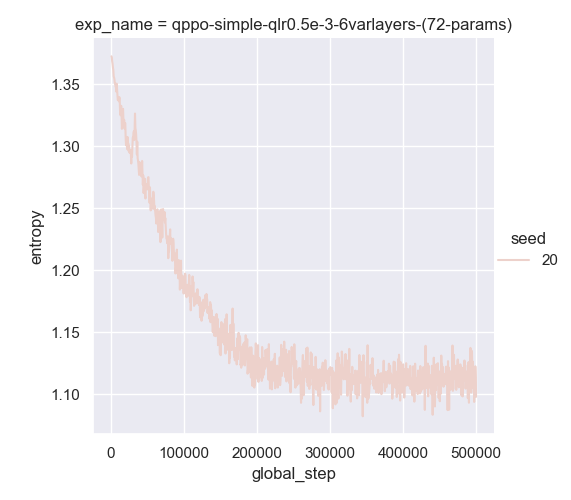 exp_name = qppo-simple-qlr0.5e-3-6varlayers-(72-params)
1.35
1.30
1.25
1.20
1.15
1.10
entropy
0 100000 200000 300000 400000 500000
global_step
seed
20